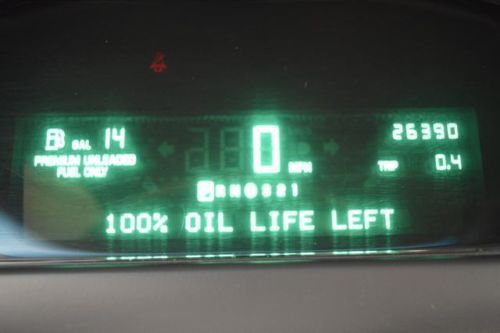 GAL 14
0 MPH
26390
PREMIUM UNLEADED
FUEL ONLY
TRIP 0.4
100% OIL LIFE LEFT